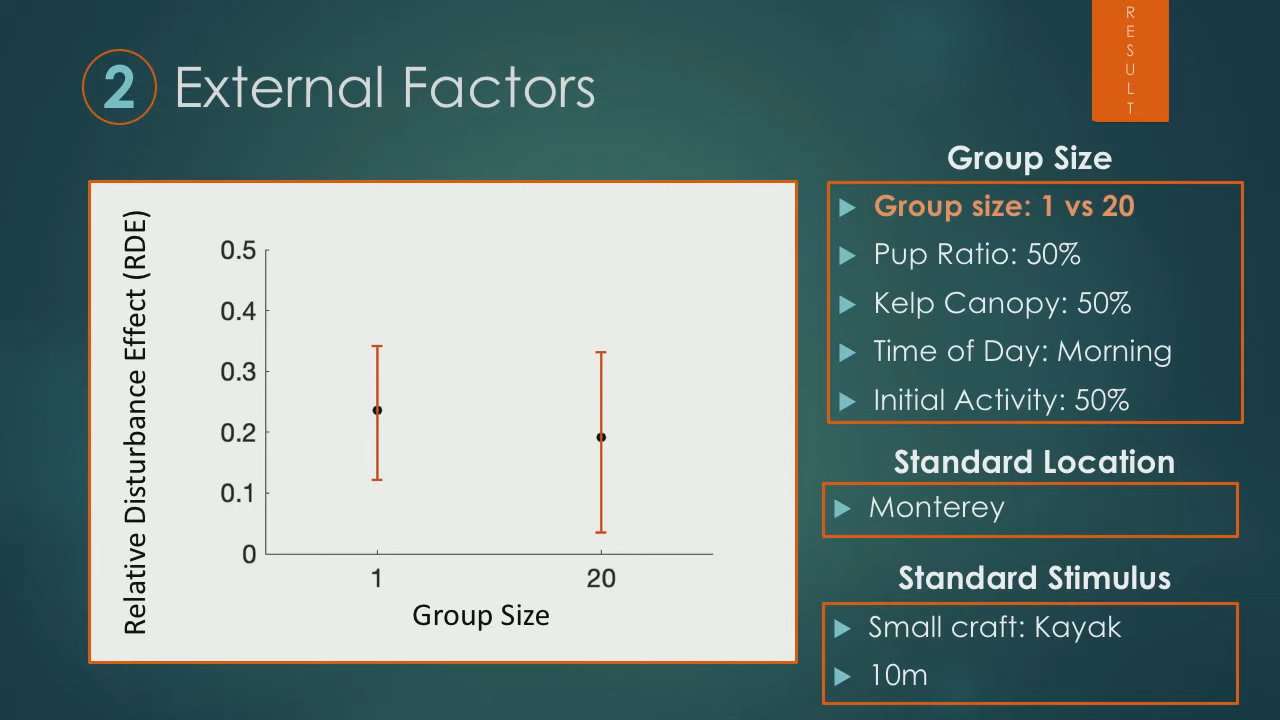 R
E
S
U
L
T
2 External Factors
Relative Disturbance Effect (RDE)
0.5
0.4
0.3
0.2
0.1
0
1 20
Group Size
Group Size
Group size: 1 vs 20
Pup Ratio: 50%
Kelp Canopy: 50%
Time of Day: Morning
Initial Activity: 50%
Standard Location
Monterey
Standard Stimulus
Small craft: Kayak
10m